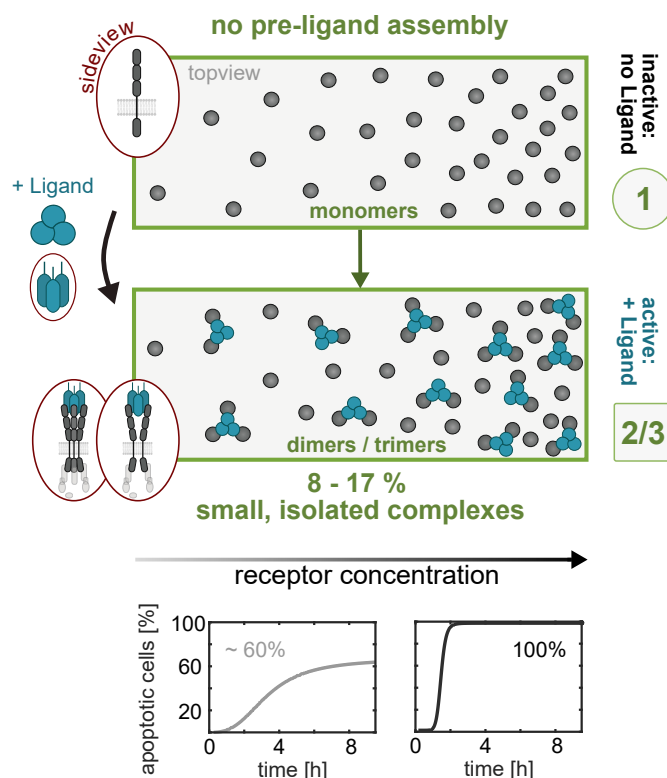 no pre-ligand assembly
sideview
topview
monomers
inactive:
no Ligand
1
+ Ligand
dimers / trimers
active:
+ Ligand
2/3
8 - 17 %
small, isolated complexes
receptor concentration
apoptotic cells [%]
100
60
20
~ 60%
0 4 8
time [h]
100%
0 4 8
time [h]